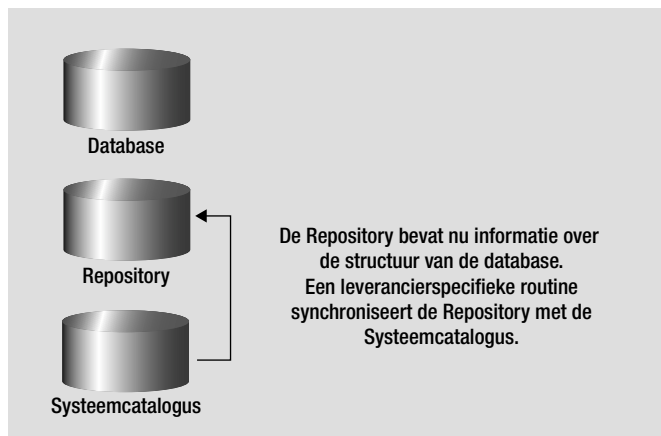 Database
Repository
Systeemcatalogus
De Repository bevat nu informatie over
de structuur van de database.
Een leverancierspecifieke routine
synchroniseert de Repository met de
Systeemcatalogus.